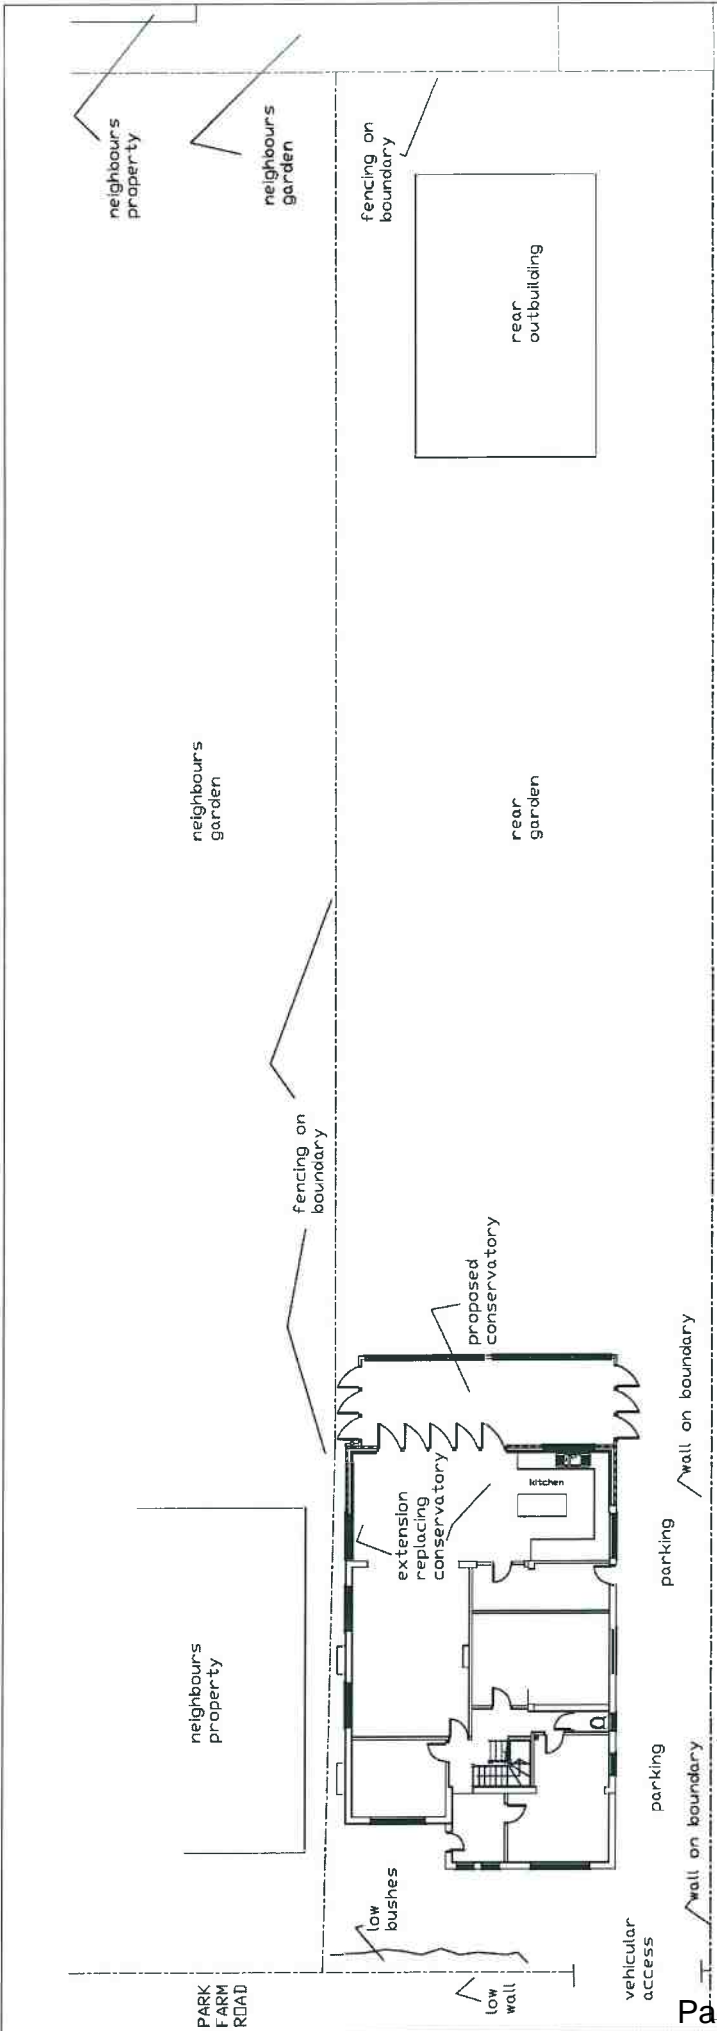 neighbours
property
neighbours
garden
fencing on
boundary
rear
outbuilding
neighbours
garden
rear
garden
fencing on
boundary
proposed
conservatory
wall on boundary
kitchen
extension
replacing
conservatory
parking
neighbours
property
parking
wall on boundary
low
bushes
vehicular
access
PARK
FARM
ROAD
low
wall
Pa